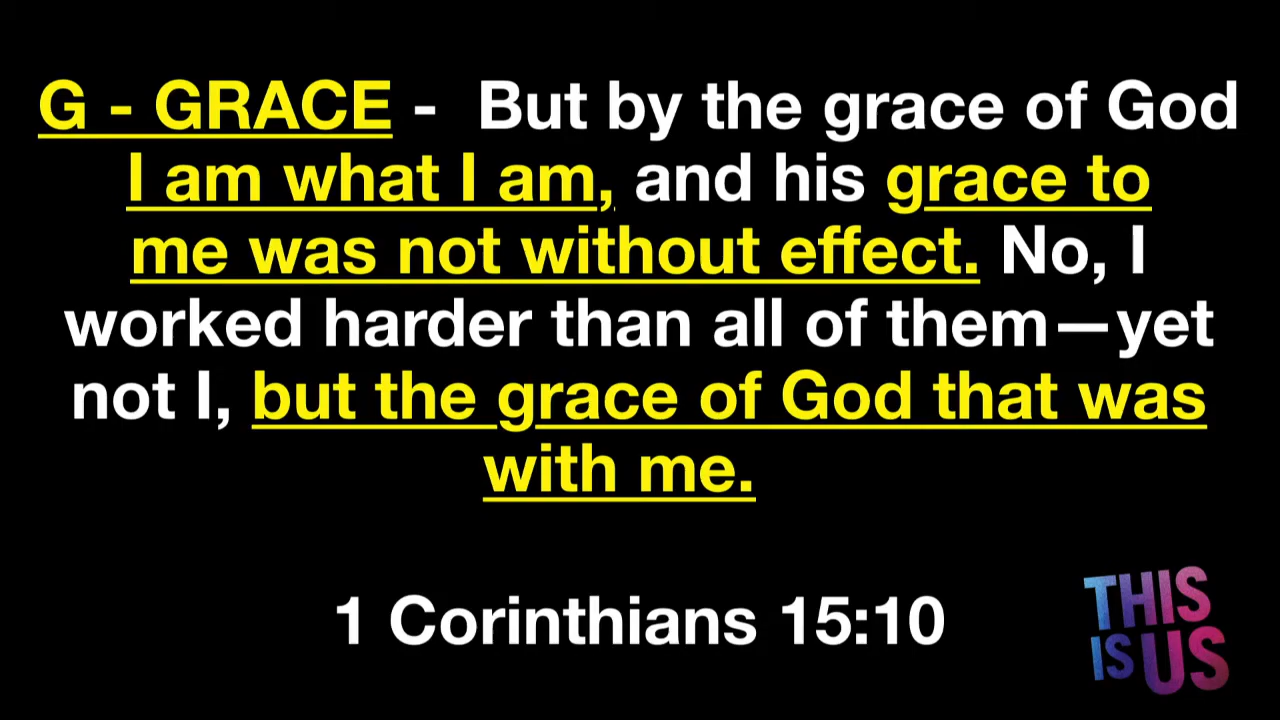 G - GRACE -  But by the grace of God
I am what I am, and his grace to
me was not without effect. No, I
worked harder than all of them—yet
not I, but the grace of God that was
with me.
1 Corinthians 15:10
THIS
IS US